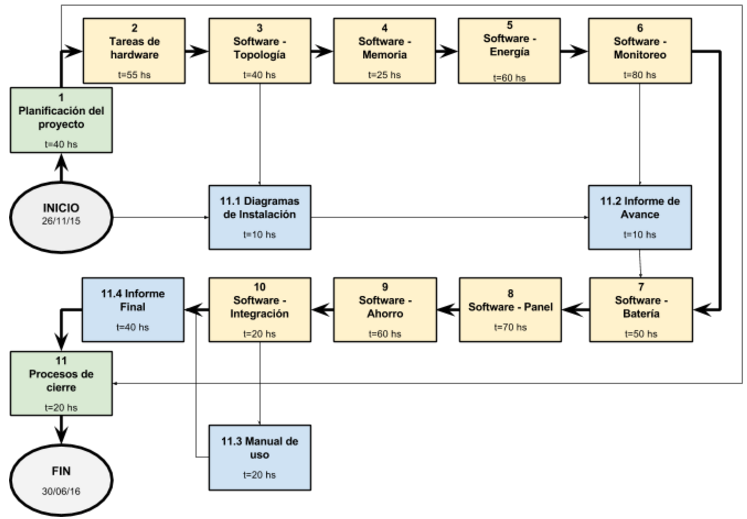 2
Tareas de
hardware
t=55 hs
3
Software -
Topología
t=40 hs
4
Software -
Memoria
t=25 hs
5
Software -
Energía
t=60 hs
6
Software -
Monitoreo
t=80 hs
1
Planificación del
proyecto
t=40 hs
INICIO
26/11/15
11.1 Diagramas
de Instalación
t=10 hs
11.2 Informe de
Avance
t=10 hs
11.4 Informe
Final
t=40 hs
10
Software -
Integración
t=20 hs
9
Software -
Ahorro
t=60 hs
8
Software - Panel
t=70 hs
7
Software -
Batería
t=50 hs
11
Procesos de
cierre
t=20 hs
11.3 Manual de
uso
t=20 hs
FIN
30/06/16